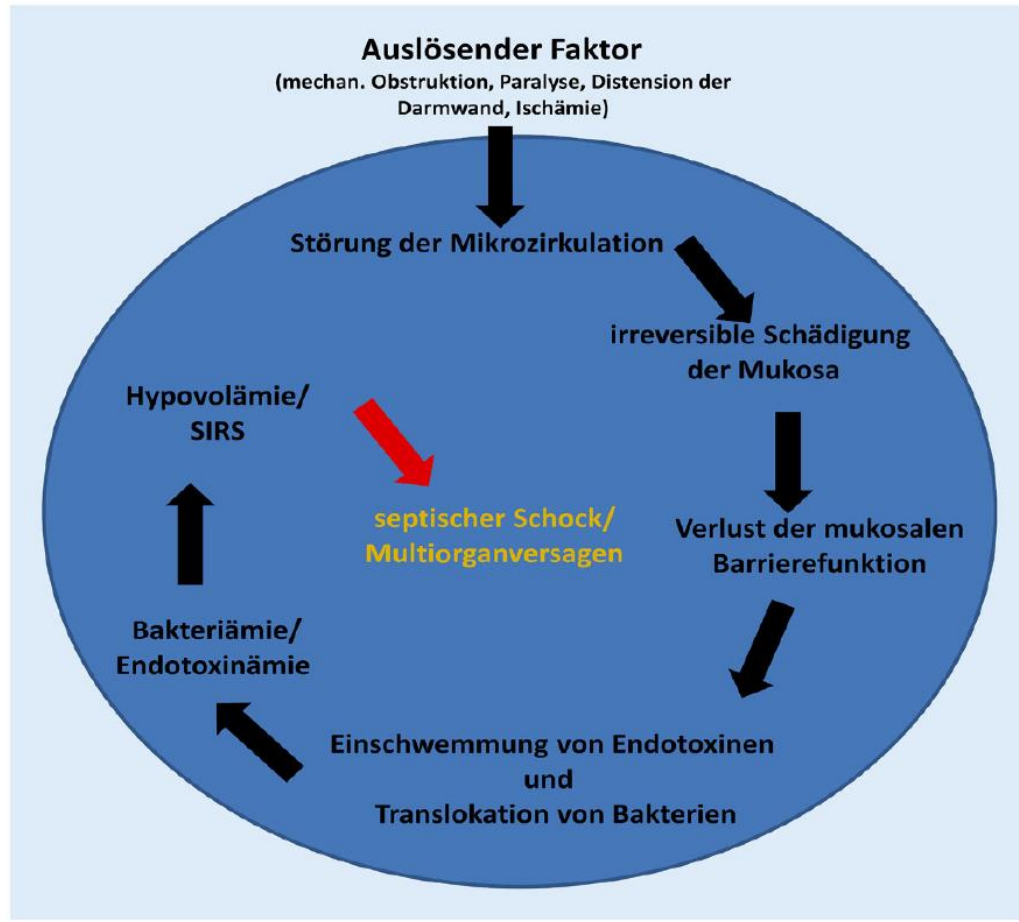 Auslösender Faktor
(mechan. Obstruktion, Paralyse, Distension der
Darmwand, Ischämie)
Störung der Mikrozirkulation
irreversible Schädigung
der Mukosa
Verlust der mukosalen
Barrierefunktion
Einschwemmung von Endotoxinen
und
Translokation von Bakterien
Bakteriämie/
Endotoxinämie
Hypovolämie/
SIRS
septischer Schock/
Multiorganversagen